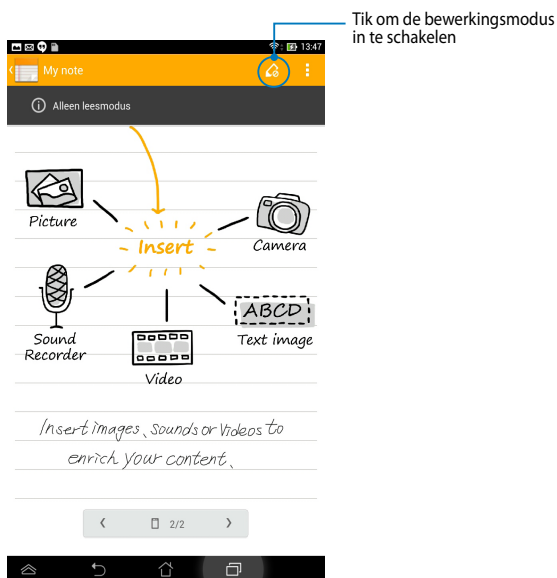 Tik om de bewerkingsmodus
in te schakelen
13:47
My note
Alleen leesmodus
Picture
Insert
Camera
ABCD
Sound
Recorder
Text image
Video
Insert images, sounds or Videos to
enrich your content.
2/2